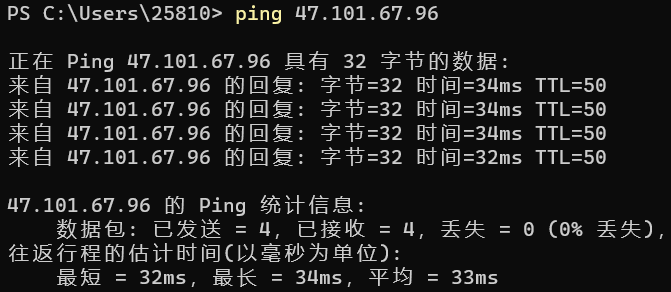 PS C:\Users\25810> ping 47.101.67.96
正在 Ping 47.101.67.96 具有 32 字节的数据:
来自 47.101.67.96 的回复: 字节=32 时间=34ms TTL=50
来自 47.101.67.96 的回复: 字节=32 时间=34ms TTL=50
来自 47.101.67.96 的回复: 字节=32 时间=34ms TTL=50
来自 47.101.67.96 的回复: 字节=32 时间=32ms TTL=50
47.101.67.96 的 Ping 统计信息:
数据包: 已发送 = 4, 已接收 = 4, 丢失 = 0 (0% 丢失),
往返行程的估计时间(以毫秒为单位):
最短 = 32ms, 最长 = 34ms, 平均 = 33ms